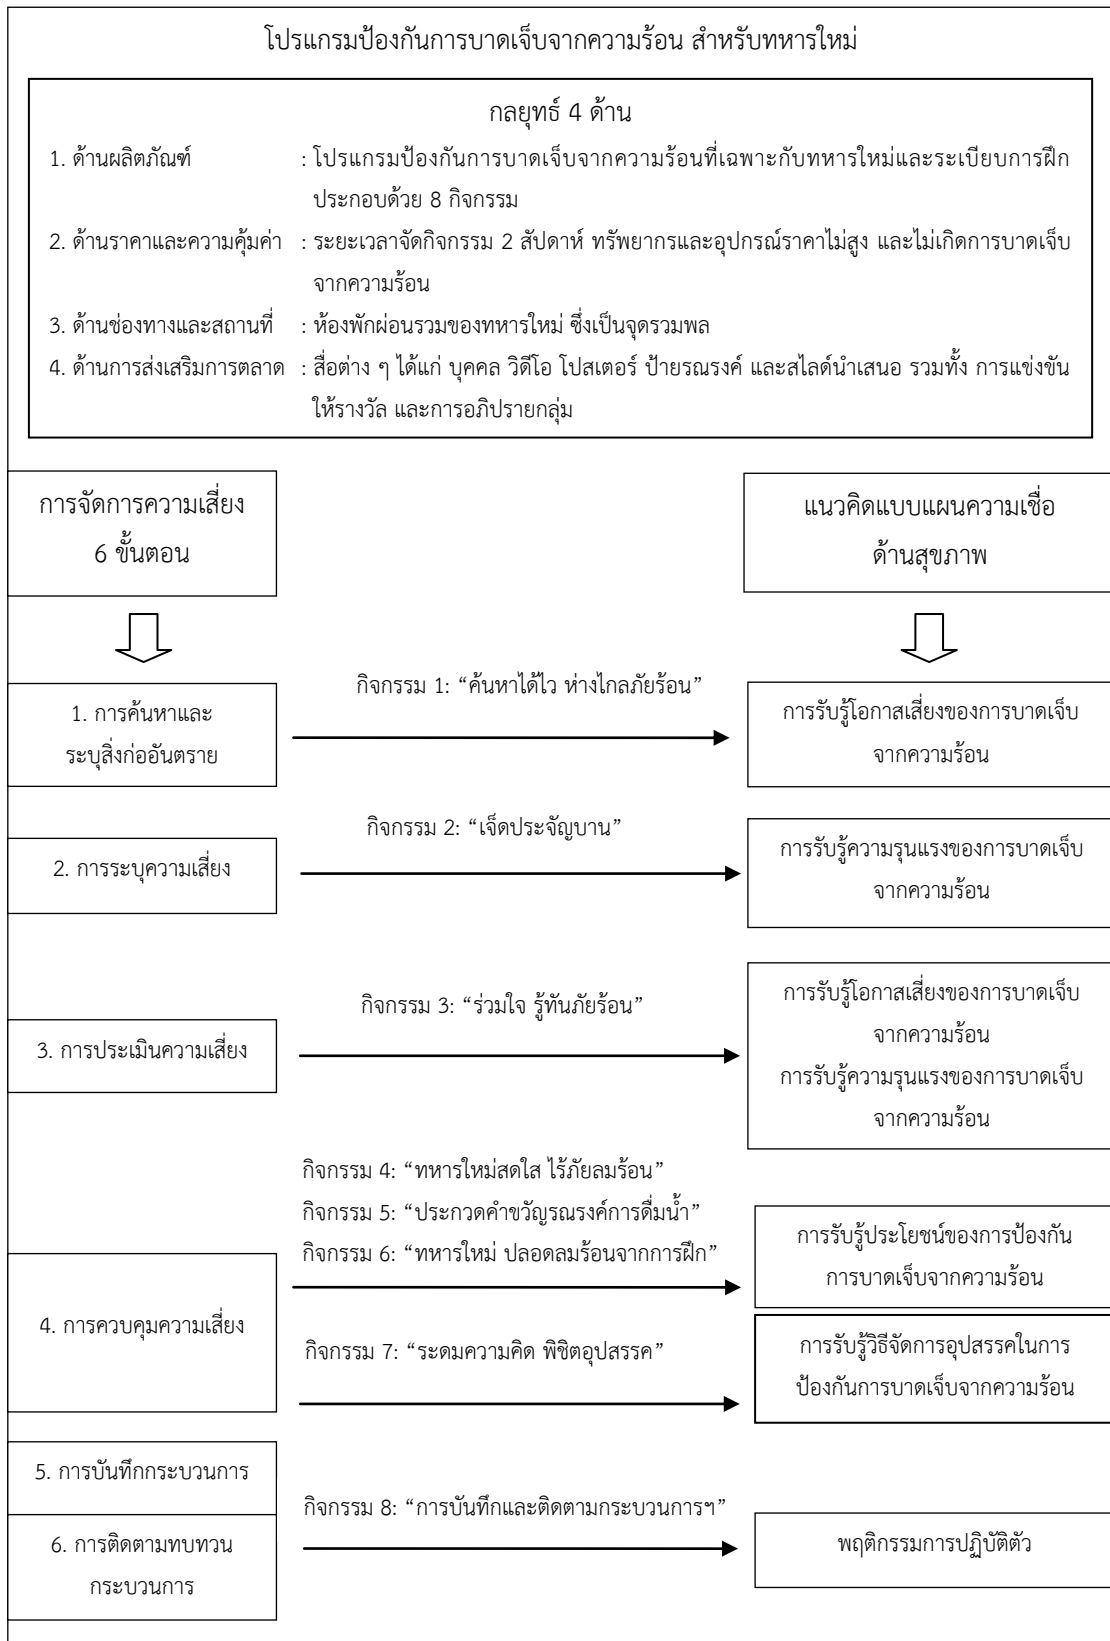 โปรแกรมป้องกันการบาดเจ็บจากความร้อน สำหรับทหารใหม่
กลยุทธ์ 4 ด้าน
1. ด้านผลิตภัณฑ์ : โปรแกรมป้องกันการบาดเจ็บจากความร้อนที่เฉพาะกับทหารใหม่และระเบียบการฝึก
ประกอบด้วย 8 กิจกรรม
2. ด้านราคาและความคุ้มค่า : ระยะเวลาจัดกิจกรรม 2 สัปดาห์ ทรัพยากรและอุปกรณ์ราคาไม่สูง และไม่เกิดการบาดเจ็บ
จากความร้อน
3. ด้านช่องทางและสถานที่ : ห้องพักผ่อนรวมของทหารใหม่ ซึ่งเป็นจุดรวมพล
4. ด้านการส่งเสริมการตลาด : สื่อต่าง ๆ ได้แก่ บุคคล วิดีโอ โปสเตอร์ ป้ายรณรงค์ และสไลด์นำเสนอ รวมทั้ง การแข่งขัน
ให้รางวัล และการอภิปรายกลุ่ม
การจัดการความเสี่ยง
6 ขั้นตอน
แนวคิดแบบแผนความเชื่อ
ด้านสุขภาพ
1. การค้นหาและ
ระบุสิ่งก่ออันตราย
กิจกรรม 1: “ค้นหาได้ไว ห่างไกลภัยร้อน”
การรับรู้โอกาสเสี่ยงของการบาดเจ็บ
จากความร้อน
2. การระบุความเสี่ยง
กิจกรรม 2: “เจ็ดประจัญบาน”
การรับรู้ความรุนแรงของการบาดเจ็บ
จากความร้อน
3. การประเมินความเสี่ยง
กิจกรรม 3: “ร่วมใจ รู้ทันภัยร้อน”
การรับรู้โอกาสเสี่ยงของการบาดเจ็บ
จากความร้อน
การรับรู้ความรุนแรงของการบาดเจ็บ
จากความร้อน
4. การควบคุมความเสี่ยง
กิจกรรม 4: “ทหารใหม่สดใส ไร้ภัยลมร้อน”
กิจกรรม 5: “ประกวดคำขวัญรณรงค์การดื่มน้ำ”
กิจกรรม 6: “ทหารใหม่ ปลอดลมร้อนจากการฝึก”
การรับรู้ประโยชน์ของการป้องกัน
การบาดเจ็บจากความร้อน
กิจกรรม 7: “ระดมความคิด พิชิตอุปสรรค”
การรับรู้วิธีจัดการอุปสรรคในการ
ป้องกันการบาดเจ็บจากความร้อน
5. การบันทึกกระบวนการ
6. การติดตามทบทวน
กระบวนการ
กิจกรรม 8: “การบันทึกและติดตามกระบวนการฯ”
พฤติกรรมการปฏิบัติตัว